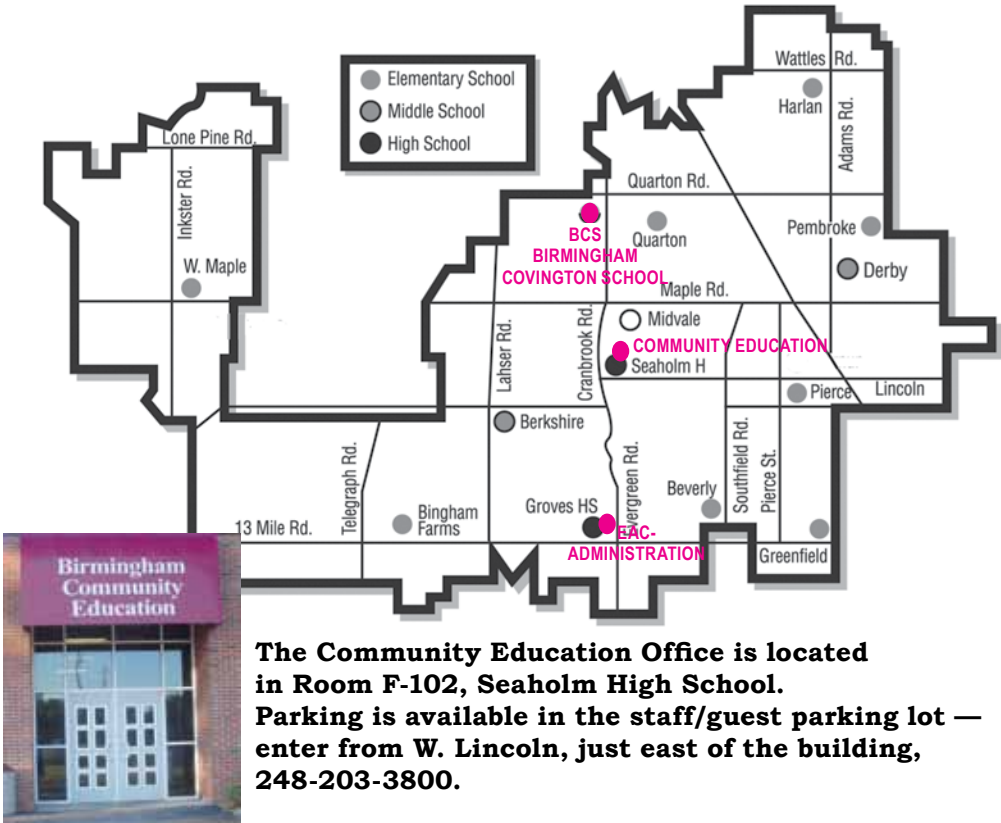 Elementary School
Middle School
High School
Wattles Rd.
Harlan
Adams Rd.
Lone Pine Rd.
Inkster Rd.
W. Maple
Quarton Rd.
BCS
BIRMINGHAM
COVINGTON SCHOOL
Quarton
Pembroke
Derby
Maple Rd.
Midvale
COMMUNITY EDUCATION
Seaholm H
Lahser Rd.
Cranbrook Rd.
Pierce
Lincoln
Berkshire
Telegraph Rd.
Evergreen Rd.
Southfield Rd.
Pierce St.
Beverly
Bingham
Farms
Groves HS
13 Mile Rd.
EAC-
ADMINISTRATION
Greenfield
Birmingham
Community
Education
The Community Education Office is located
in Room F-102, Seaholm High School.
Parking is available in the staff/guest parking lot —
enter from W. Lincoln, just east of the building,
248-203-3800.